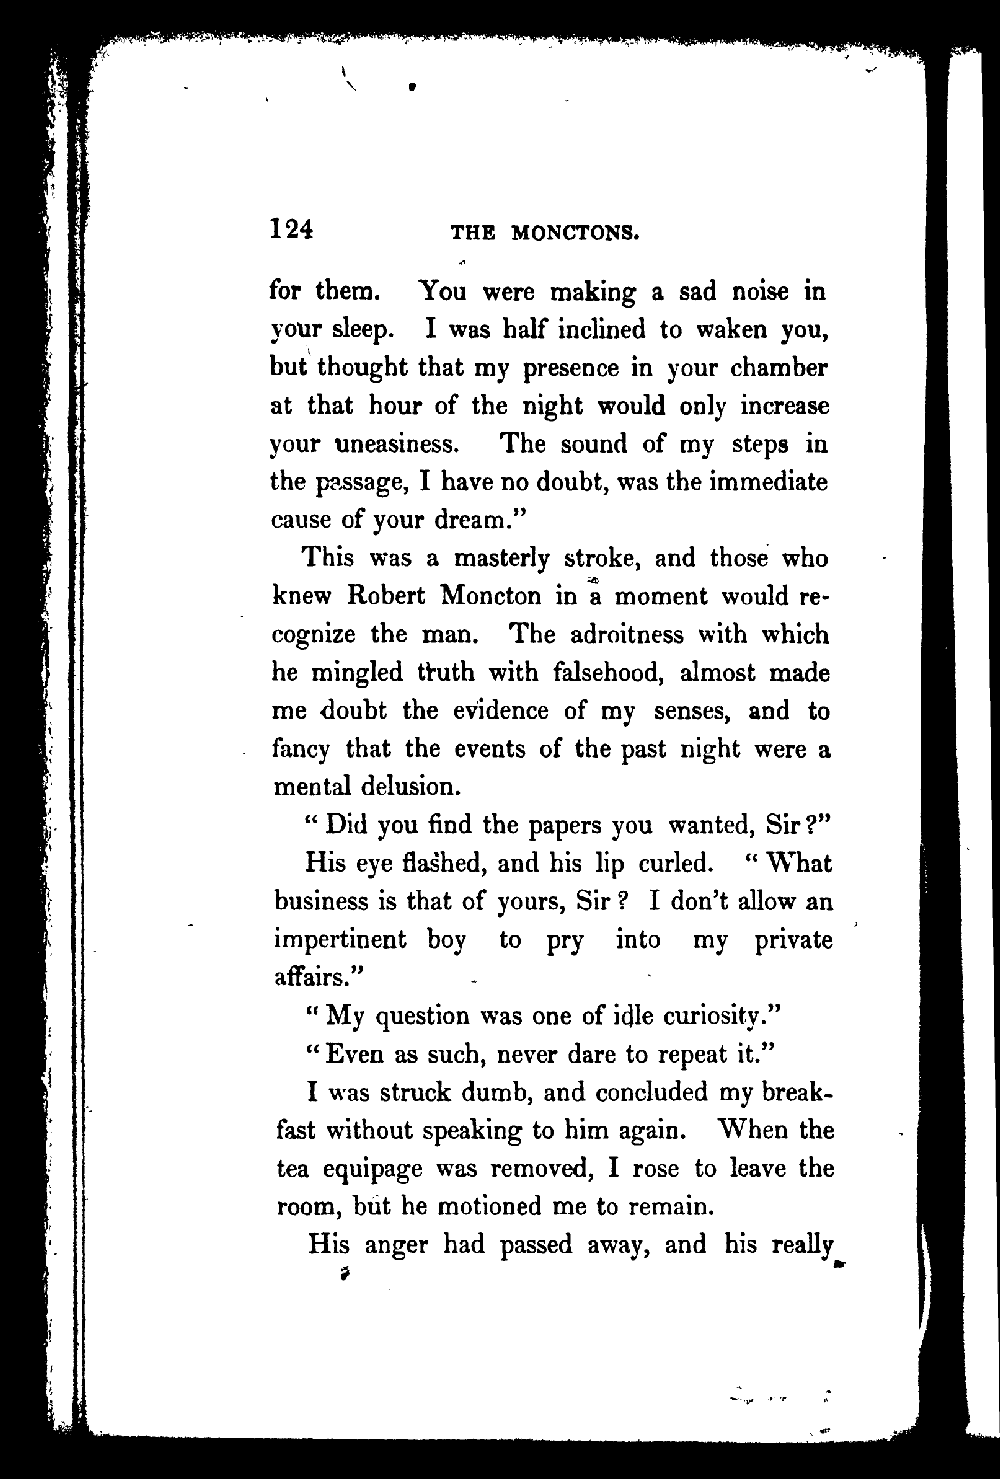 124 THE MONCTONS.
for them. You were making a sad noise in
your sleep. I was half inclined to waken you,
but thought that my presence in your chamber
at that hour of the night would only increase
your uneasiness. The sound of my steps in
the passage, I have no doubt, was the immediate
cause of your dream.”
This was a masterly stroke, and those who
knew Robert Moncton in a moment would re-
cognize the man. The adroitness with which
he mingled truth with falsehood, almost made
me doubt the evidence of my senses, and to
fancy that the events of the past night were a
mental delusion.
“ Did you find the papers you wanted, Sir?”
His eye flashed, and his lip curled. “ What
business is that of yours, Sir ? I don’t allow an
impertinent boy to pry into my private
affairs.”
“ My question was one of idle curiosity.”
“ Even as such, never dare to repeat it.”
I was struck dumb, and concluded my break-
fast without speaking to him again. When the
tea equipage was removed, I rose to leave the
room, but he motioned me to remain.
His anger had passed away, and his really